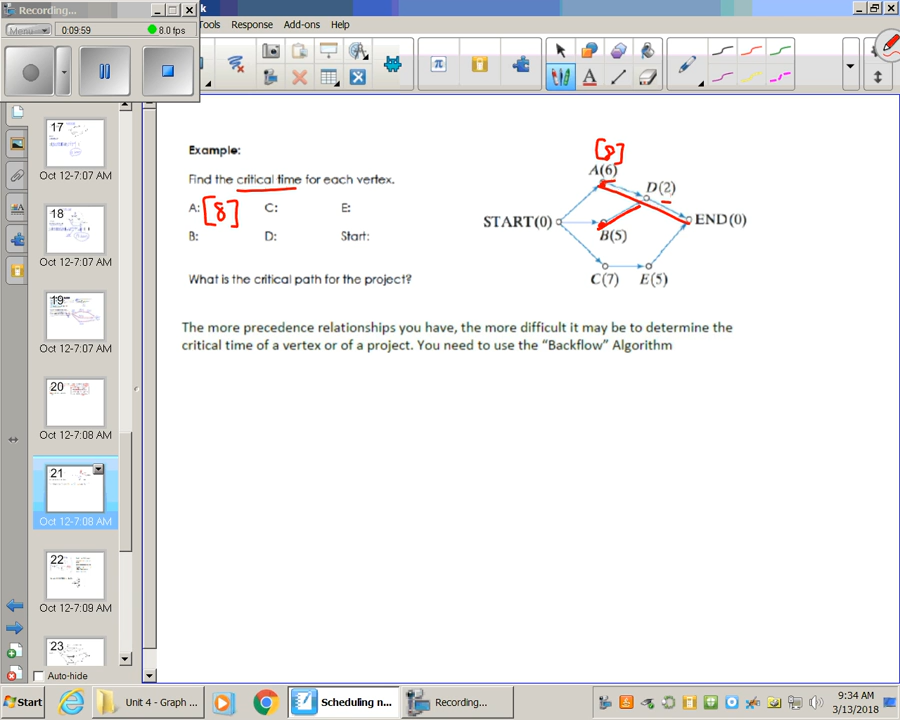 Recording...
k
Menu
0:09:59
8.0 fps
Tools Response Add-ons Help
17
Oct 12-7:07 AM
18
Oct 12-7:07 AM
19
Oct 12-7:07 AM
20
Oct 12-7:08 AM
21
Oct 12-7:08 AM
22
Oct 12-7:09 AM
23
Auto-hide
Example:
Find the critical time for each vertex.
A: [8] C: E:
B: D: Start:
What is the critical path for the project?
[8]
A(6)
D(2)
START(0)
END(0)
B(5)
C(7) E(5)
The more precedence relationships you have, the more difficult it may be to determine the
critical time of a vertex or of a project. You need to use the “Backflow” Algorithm
Start
Unit 4 - Graph ...
Scheduling n...
Recording...
9:34 AM
3/13/2018